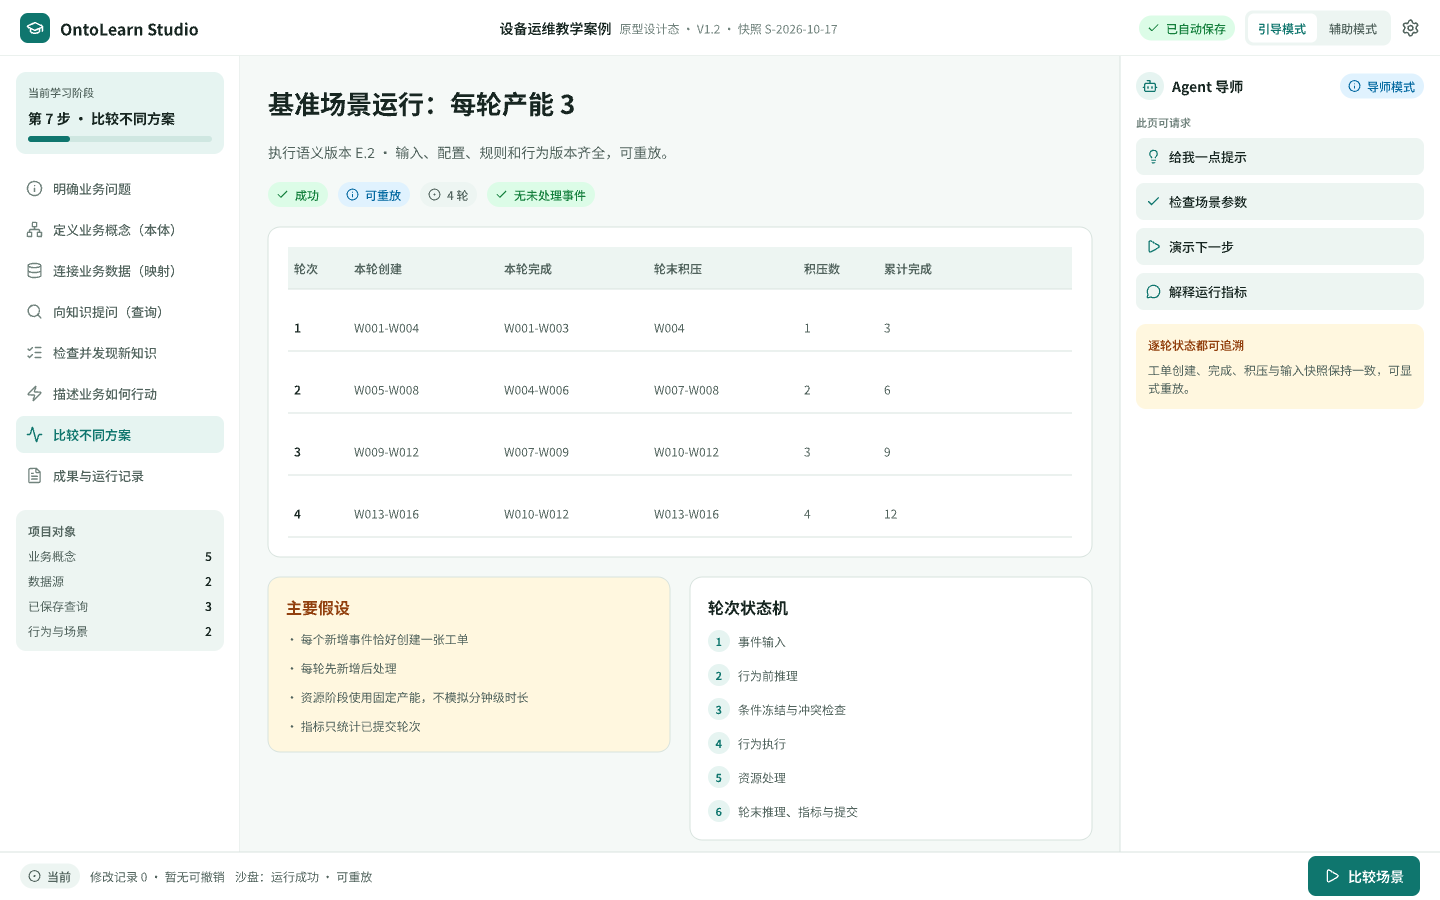 OntoLearn Studio
设备运维教学案例 原型设计态 · V1.2 · 快照 S-2026-10-17
已自动保存
引导模式 辅助模式
当前学习阶段
第 7 步 · 比较不同方案
明确业务问题
定义业务概念（本体）
连接业务数据（映射）
向知识提问（查询）
检查并发现新知识
描述业务如何行动
比较不同方案
成果与运行记录
项目对象
业务概念 5
数据源 2
已保存查询 3
行为与场景 2
基准场景运行：每轮产能 3
执行语义版本 E.2 · 输入、配置、规则和行为版本齐全，可重放。
成功 可重放 4 轮 无未处理事件
轮次 本轮创建 本轮完成 轮末积压 积压数 累计完成
1 W001-W004 W001-W003 W004 1 3
2 W005-W008 W004-W006 W007-W008 2 6
3 W009-W012 W007-W009 W010-W012 3 9
4 W013-W016 W010-W012 W013-W016 4 12
主要假设
· 每个新增事件恰好创建一张工单
· 每轮先新增后处理
· 资源阶段使用固定产能，不模拟分钟级时长
· 指标只统计已提交轮次
轮次状态机
1 事件输入
2 行为前推理
3 条件冻结与冲突检查
4 行为执行
5 资源处理
6 轮末推理、指标与提交
Agent 导师
导师模式
此页可请求
给我一点提示
检查场景参数
演示下一步
解释运行指标
逐轮状态都可追溯
工单创建、完成、积压与输入快照保持一致，可显
式重放。
当前 修改记录 0 · 暂无可撤销 沙盘：运行成功 · 可重放
比较场景